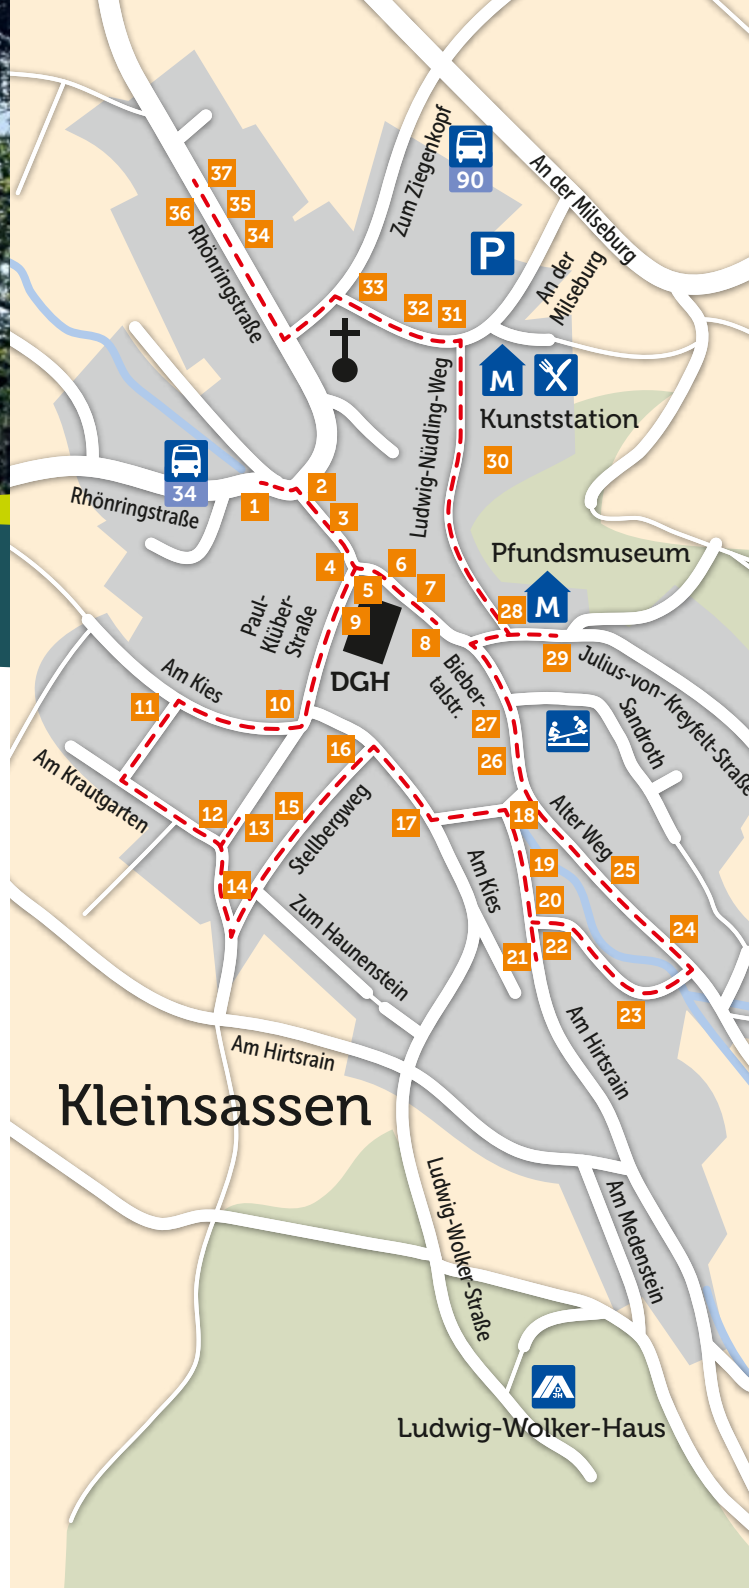 37
35
36
34
Rhönringstraße
Zum Ziegenkopf
90
An der Milseburg
P
An der
Milseburg
33
32
31
M
Kunststation
Ludwig-Nüdling-Weg
30
34
Rhönringstraße
1
2
3
4
5
6
7
8
9
DGH
Paul-
Klüber-
Straße
Pfundsmuseum
M
28
29
Julius-von-Kreyfelt-Straße
Bieber-
talstr.
27
26
Sandroth
Am Kies
10
11
Am Krautgarten
12
13
14
15
16
Stellbergweg
17
18
Alter Weg
19
20
21
22
23
24
25
Am Kies
Zum Haunenstein
Am Hirtsrain
Am Hirtsrain
Kleinsassen
Ludwig-Wolker-Straße
Am Medenstein
DJH
Ludwig-Wolker-Haus